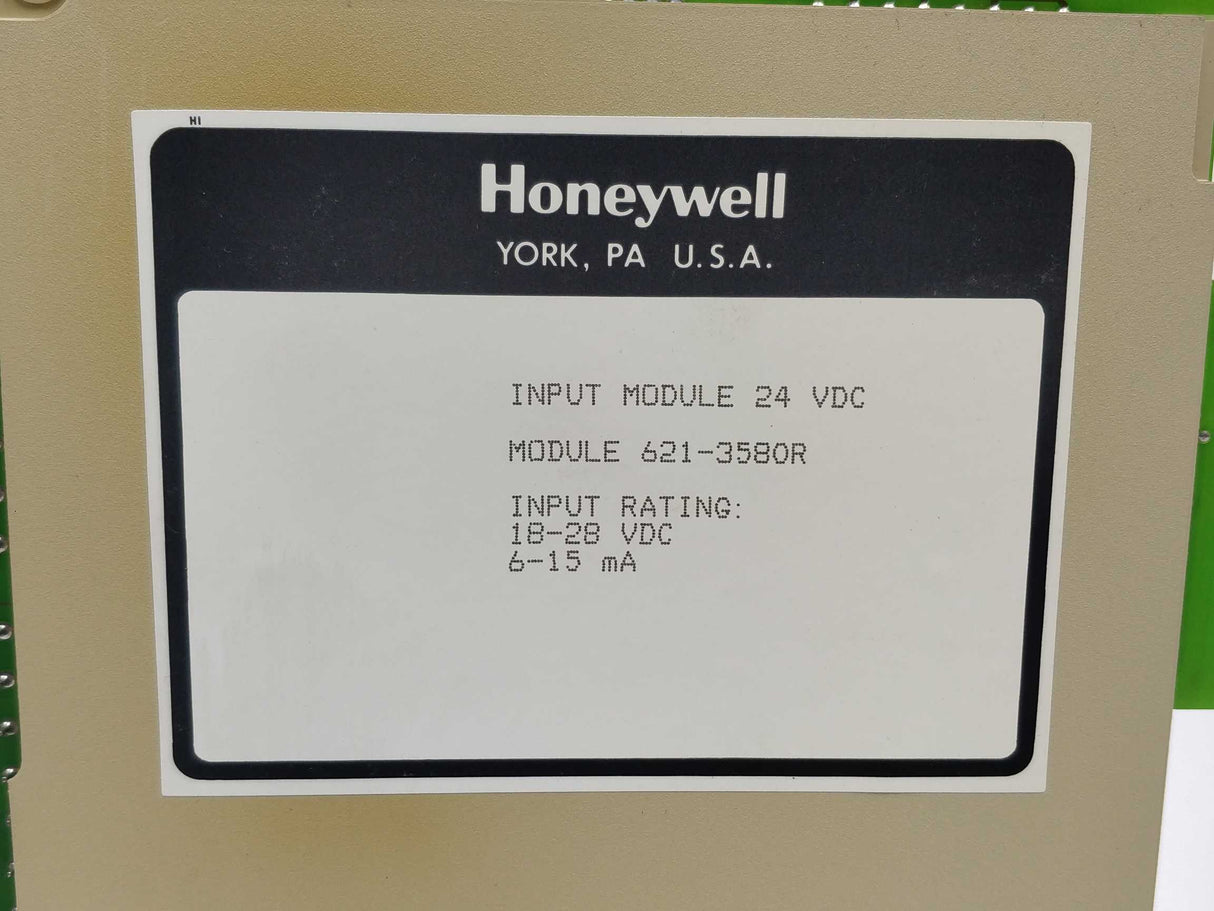 HI
Honeywell
YORK, PA U.S.A.
INPUT MODULE 24 VDC
MODULE 621-3580R
INPUT RATING:
18-28 VDC
6-15 mA